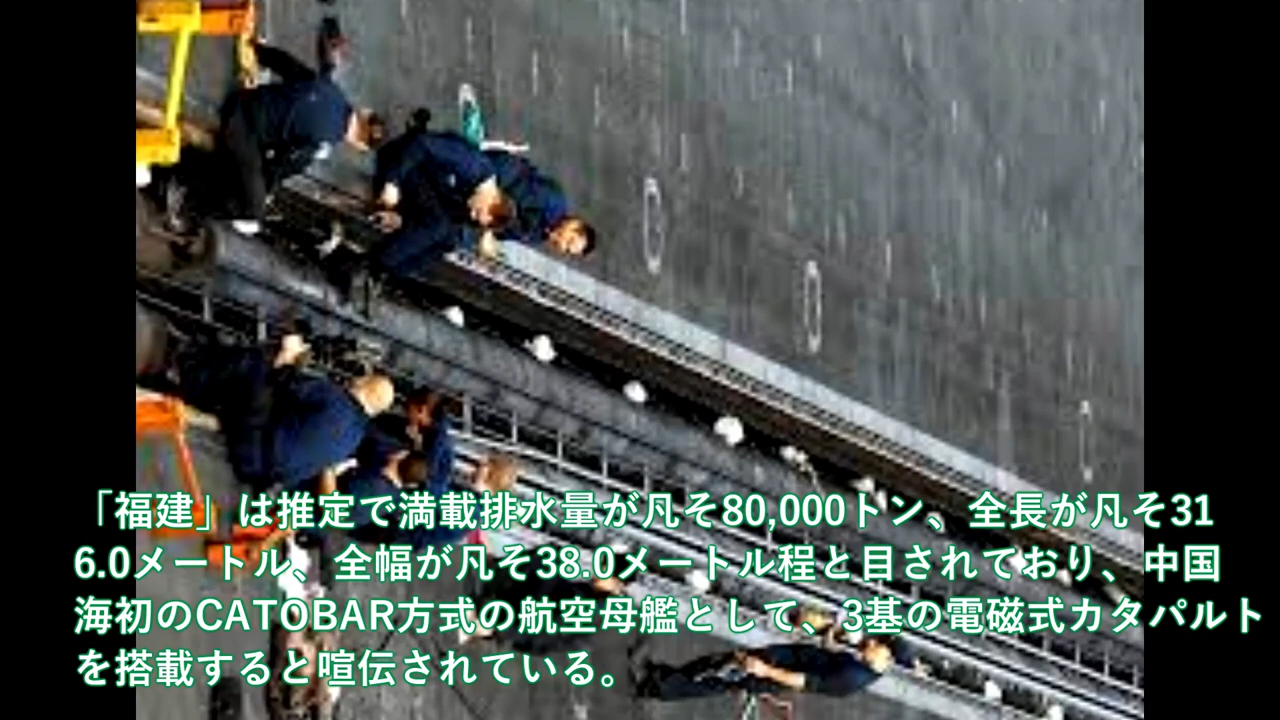 「福建」は推定で満載排水量が凡そ80,000トン、全長が凡そ31
6.0メートル、全幅が凡そ38.0メートル程と目されており、中国
海初のCATOBAR方式の航空母艦として、3基の電磁式カタパルト
を搭載すると喧伝されている。